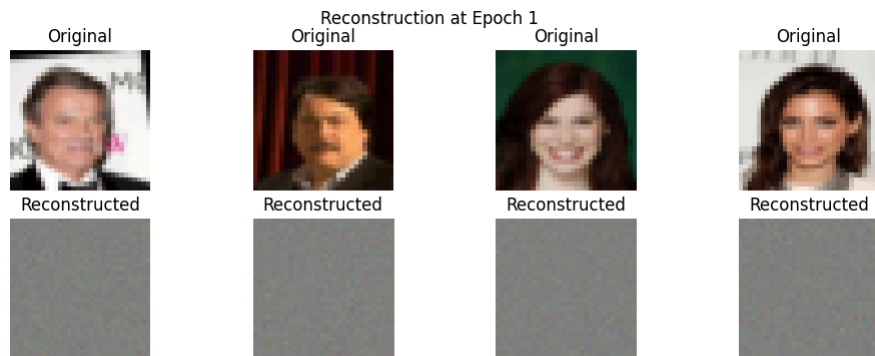 Reconstruction at Epoch 1
Original Original Original Original
Reconstructed Reconstructed Reconstructed Reconstructed